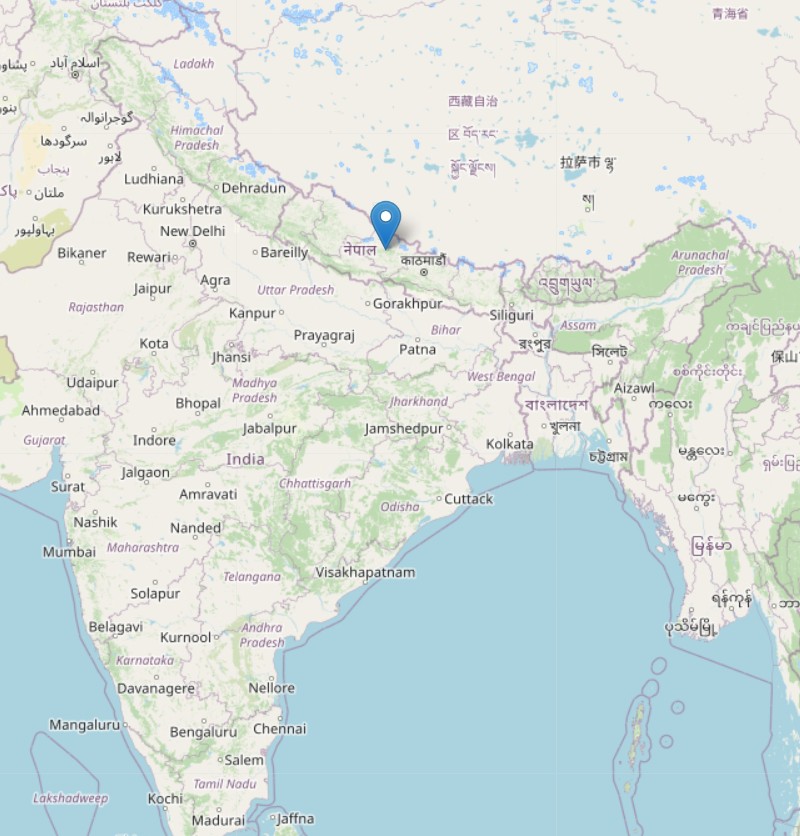 گلگت بلتستان
青海省
Ladakh
اسلام آباد
پشاور
بنوں
西藏自治
区 བོད་རང་
སྐྱོང་ལྗོངས།
گوجرانوالہ
سرگودھا
Himachal
Pradesh
لاہور
拉萨市 ལྷ་
ས།
پنجاب
Ludhiana
Dehradun
ملتان
پاک
Kurukshetra
بہاولپور
New Delhi
नेपाल
काठमाडौं
Bikaner
Rewari
Bareilly
Arunachal
Pradesh
འབྲུག་ཡུལ་
Agra
Jaipur
Uttar Pradesh
Rajasthan
Gorakhpur
Kanpur
Siliguri
Assam
Prayagraj
Bihar
ကချင်ပြည်နယ်
Kota
Jhansi
Patna
রংপুর
সিলেট
保山
စစ်ကိုင်းတိုင်း
Udaipur
Madhya
Pradesh
West Bengal
Aizawl
Ahmedabad
Bhopal
Jharkhand
বাংলাদেশ
ကလေး
Gujarat
Indore
Jabalpur
Jamshedpur
খুলনা
Kolkata
India
চট্টগ্রাম
မန္တလေး
Jalgaon
Surat
Amravati
Chhattisgarh
Odisha
Cuttack
မကွေး
Nashik
Nanded
Mumbai
Maharashtra
မြန်မာ
Telangana
Visakhapatnam
Solapur
ရန်ကုန်
Belagavi
Kurnool
Andhra
Pradesh
ပုသိမ်မြို့
Karnataka
Davanagere
Nellore
Mangaluru
Bengaluru
Chennai
Salem
Tamil Nadu
Lakshadweep
Kochi
Madurai
Jaffna